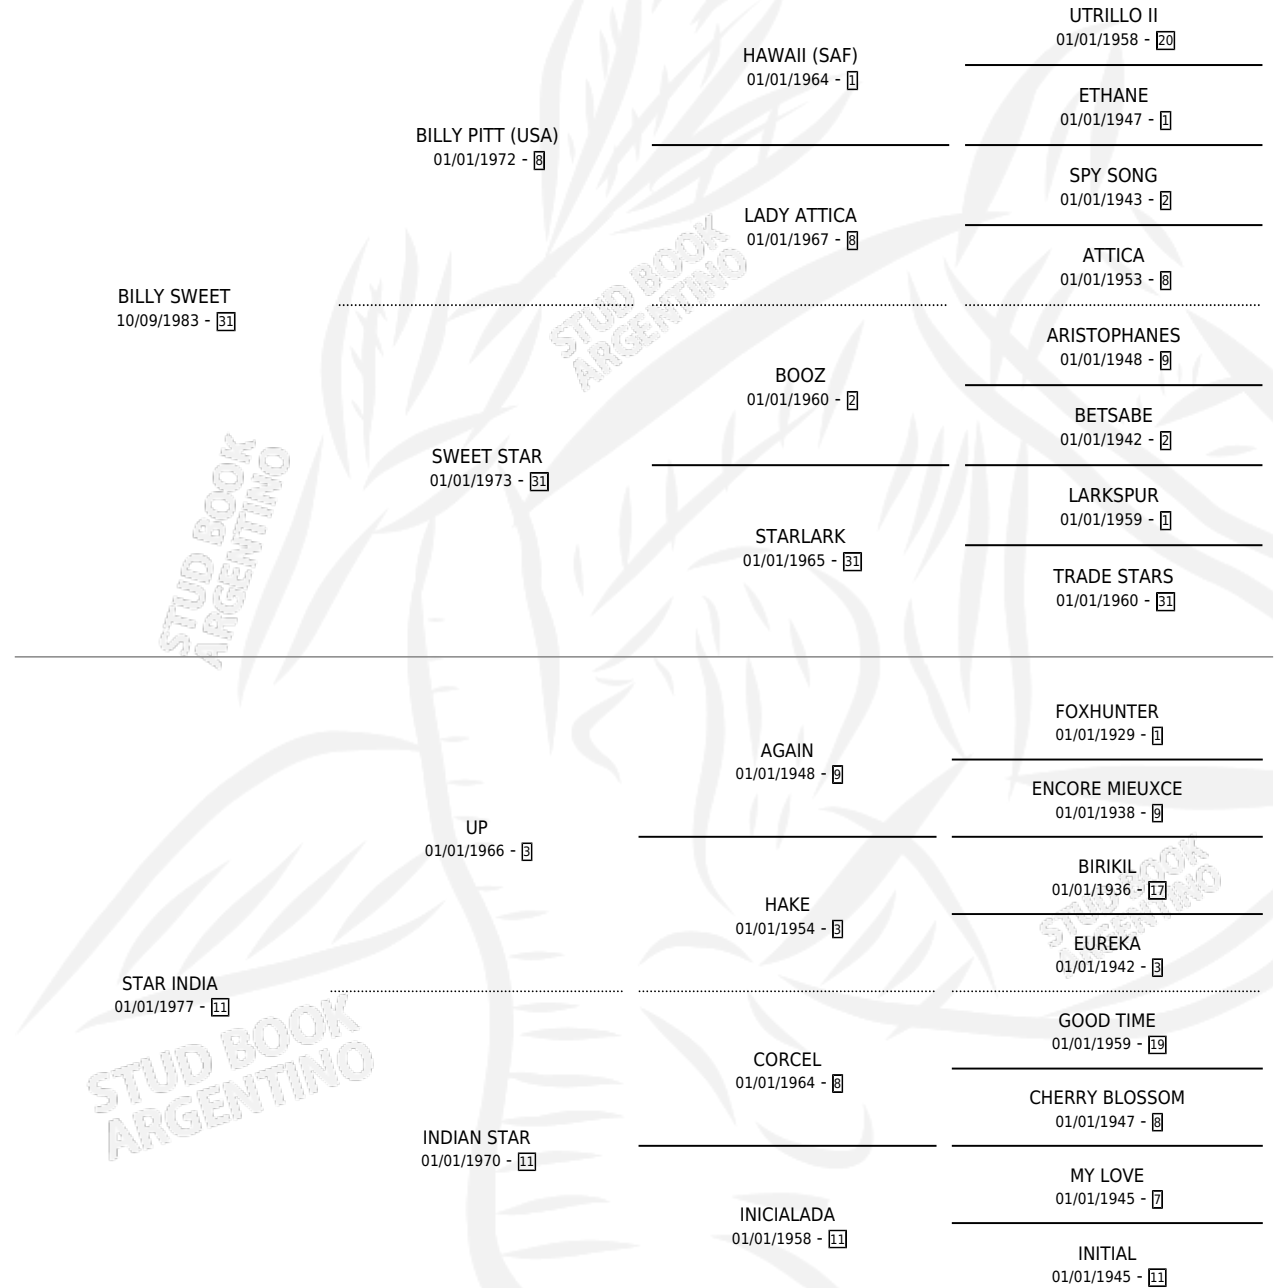 UTRILLO II
01/01/1958 - 20
HAWAII (SAF)
01/01/1964 - 1
ETHANE
01/01/1947 - 1
BILLY PITT (USA)
01/01/1972 - 8
SPY SONG
01/01/1943 - 2
LADY ATTICA
01/01/1967 - 8
ATTICA
01/01/1953 - 8
BILLY SWEET
10/09/1983 - 31
STUD BOOK
ARGENTINO
ARISTOPHANES
01/01/1948 - 9
BOOZ
01/01/1960 - 2
BETSABE
01/01/1942 - 2
SWEET STAR
01/01/1973 - 31
LARKSPUR
01/01/1959 - 1
STARLARK
01/01/1965 - 31
TRADE STARS
01/01/1960 - 31
STUD BOOK
ARGENTINO
FOXHUNTER
01/01/1929 - 1
AGAIN
01/01/1948 - 9
ENCORE MIEUXCE
01/01/1938 - 9
UP
01/01/1966 - 3
BIRIKIL
01/01/1936 - 17
HAKE
01/01/1954 - 3
EUREKA
01/01/1942 - 3
STUD BOOK
ARGENTINO
STAR INDIA
01/01/1977 - 11
GOOD TIME
01/01/1959 - 19
CORCEL
01/01/1964 - 8
CHERRY BLOSSOM
01/01/1947 - 8
STUD BOOK
ARGENTINO
INDIAN STAR
01/01/1970 - 11
MY LOVE
01/01/1945 - 7
INICIALADA
01/01/1958 - 11
INITIAL
01/01/1945 - 11